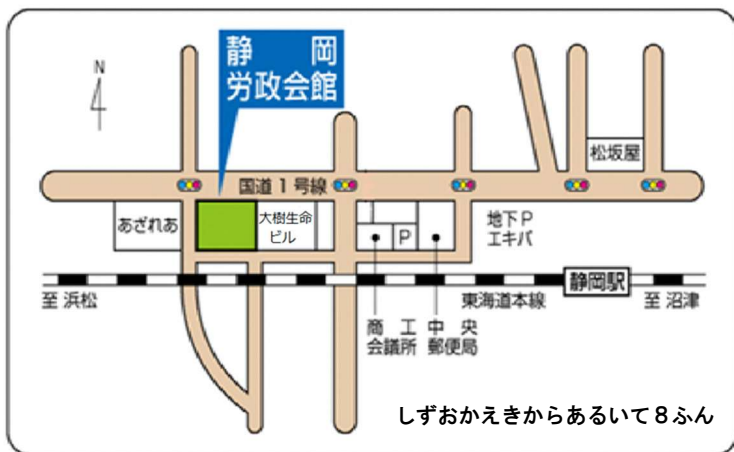 N
静　岡
労政会館
松坂屋
国道1号線
あざれあ
大樹生命
ビル
P
地下P
エキパ
静岡駅
至 浜松
東海道本線
至 沼津
商　工
会議所
中　央
郵便局
しずおかえきからあるいて8ふん